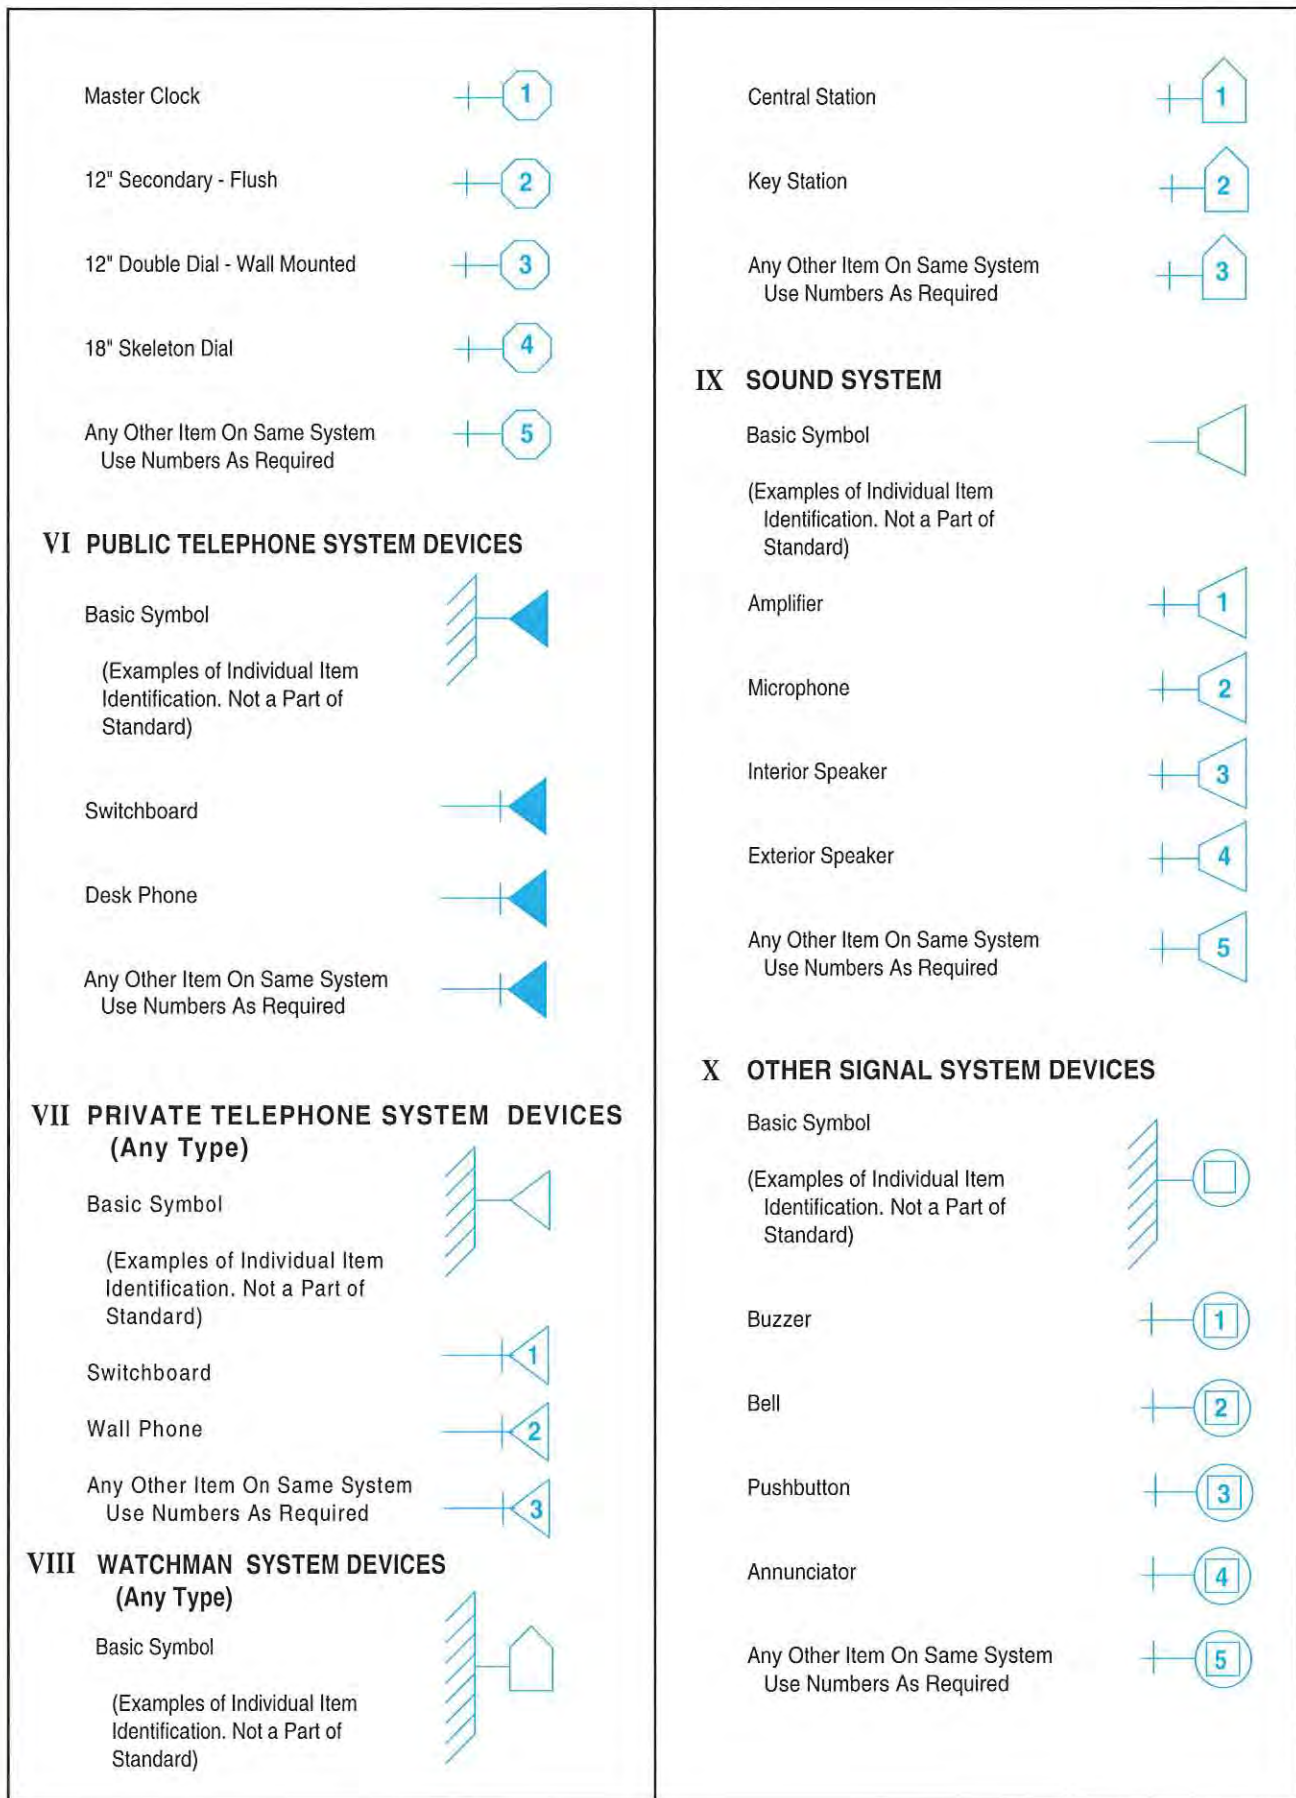 Master Clock
1
12" Secondary - Flush
2
12" Double Dial - Wall Mounted
3
18" Skeleton Dial
4
Any Other Item On Same System
5
Use Numbers As Required
VI PUBLIC TELEPHONE SYSTEM DEVICES
Basic Symbol
(Examples of Individual Item
Identification. Not a Part of
Standard)
Switchboard
Desk Phone
Any Other Item On Same System
Use Numbers As Required
VII PRIVATE TELEPHONE SYSTEM DEVICES
(Any Type)
Basic Symbol
(Examples of Individual Item
Identification. Not a Part of
Standard)
Switchboard
1
Wall Phone
2
Any Other Item On Same System
3
Use Numbers As Required
VIII WATCHMAN SYSTEM DEVICES
(Any Type)
Basic Symbol
(Examples of Individual Item
Identification. Not a Part of
Standard)
Central Station
1
Key Station
2
Any Other Item On Same System
3
Use Numbers As Required
IX SOUND SYSTEM
Basic Symbol
(Examples of Individual Item
Identification. Not a Part of
Standard)
Amplifier
1
Microphone
2
Interior Speaker
3
Exterior Speaker
4
Any Other Item On Same System
5
Use Numbers As Required
X OTHER SIGNAL SYSTEM DEVICES
Basic Symbol
(Examples of Individual Item
Identification. Not a Part of
Standard)
Buzzer
1
Bell
2
Pushbutton
3
Annunciator
4
Any Other Item On Same System
5
Use Numbers As Required